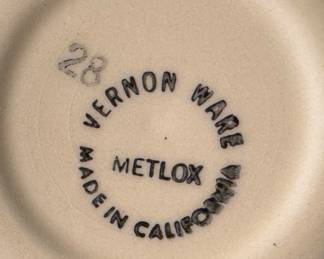 28
VERNON WARE
METLOX
MADE IN CALIFORNIA